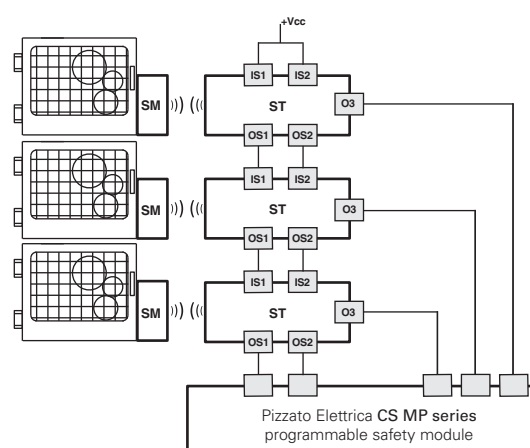 +Vcc
IS1 IS2
SM ST O3
OS1 OS2
IS1 IS2
SM ST O3
OS1 OS2
IS1 IS2
SM ST O3
OS1 OS2
Pizzato Elettrica CS MP series
programmable safety module